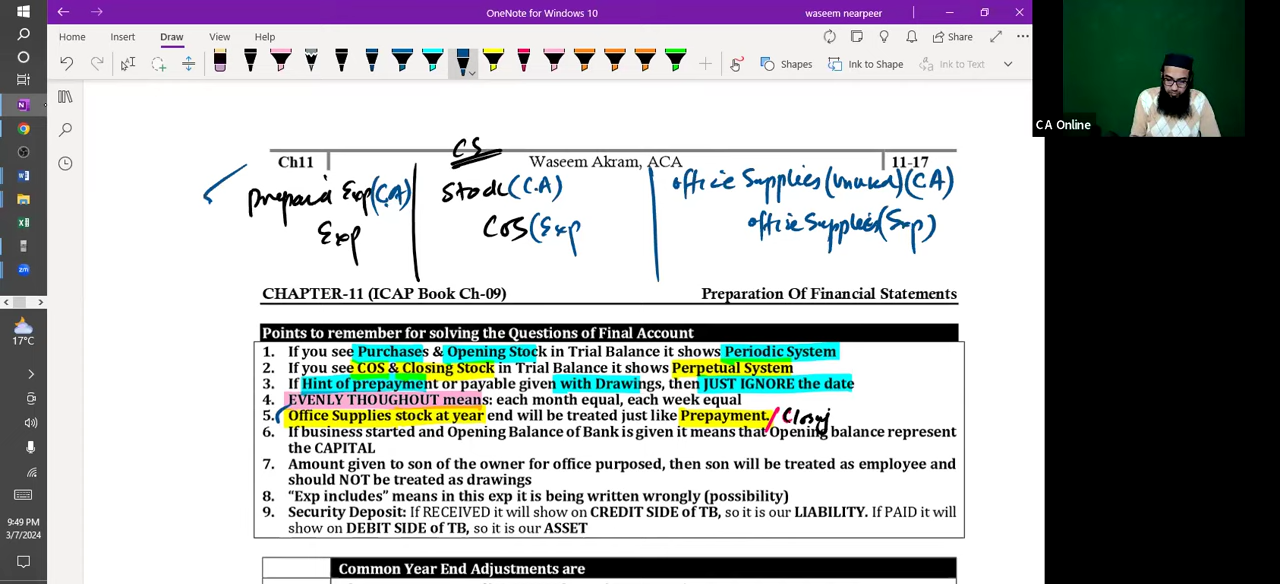 OneNote for Windows 10
waseem nearpeer
Home Insert Draw View Help
Share
Shapes Ink to Shape Ink to Text
C A Online
CS
Ch11 Waseem Akram, ACA 11-17
prepaid Exp(CA) Stock(C.A) office Supplies(unused)(CA)
Exp COS(Exp office Supplies(Exp)
CHAPTER-11 (ICAP Book Ch-09) Preparation Of Financial Statements
Points to remember for solving the Questions of Final Account
1. If you see Purchases & Opening Stock in Trial Balance it shows Periodic System
2. If you see COS & Closing Stock in Trial Balance it shows Perpetual System
3. If Hint of prepayment or payable given with Drawings, then JUST IGNORE the date
4. EVENLY THOUGHOUT means: each month equal, each week equal
5. Office Supplies stock at year end will be treated just like Prepayment. / Closing
6. If business started and Opening Balance of Bank is given it means that Opening balance represent
the CAPITAL
7. Amount given to son of the owner for office purposed, then son will be treated as employee and
should NOT be treated as drawings
8. “Exp includes” means in this exp it is being written wrongly (possibility)
9. Security Deposit: If RECEIVED it will show on CREDIT SIDE of TB, so it is our LIABILITY. If PAID it will
show on DEBIT SIDE of TB, so it is our ASSET
Common Year End Adjustments are
17°C
9:49 PM
3/7/2024